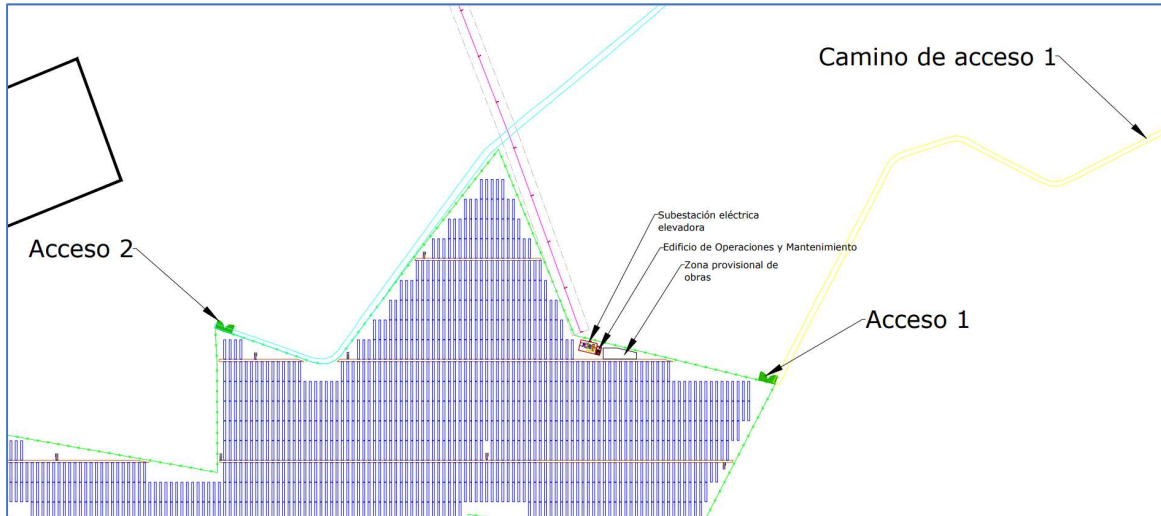 Camino de acceso 1
Subestación eléctrica
elevadora
Edificio de Operaciones y Mantenimiento
Zona provisional de
obras
Acceso 2
Acceso 1